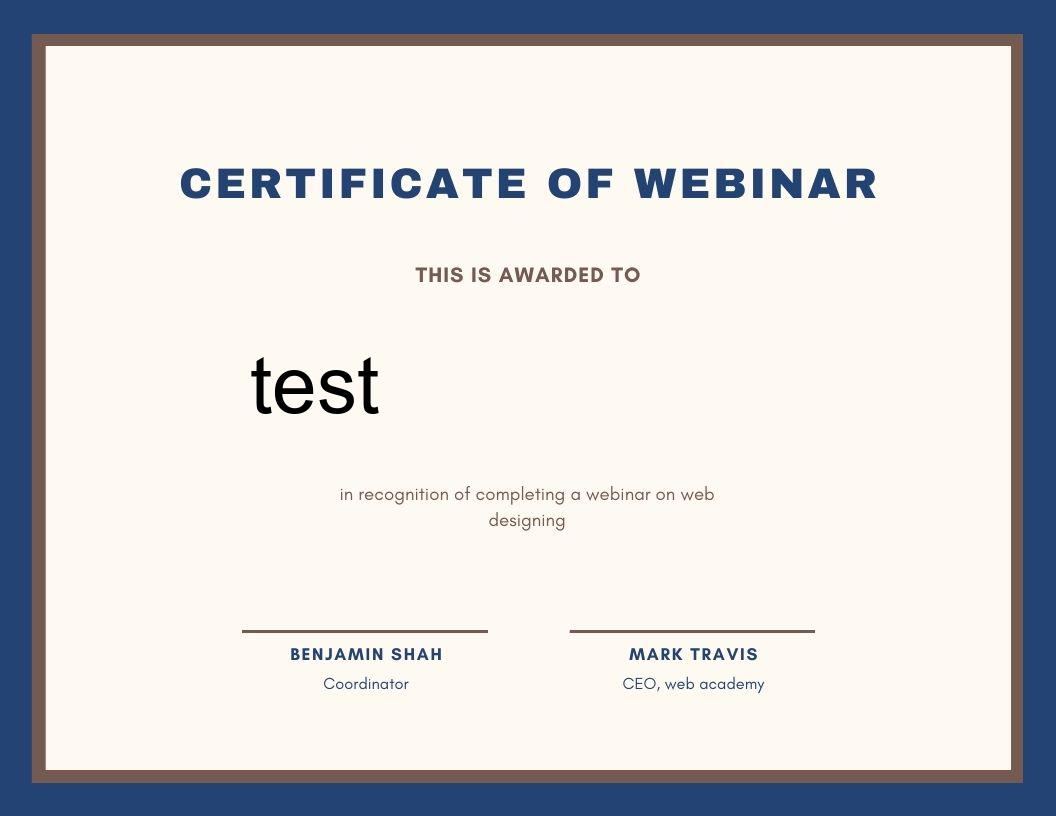 CERTIFICATE OF WEBINAR
THIS IS AWARDED TO
test
in recognition of completing a webinar on web
designing
BENJAMIN SHAH
Coordinator
MARK TRAVIS
CEO, web academy